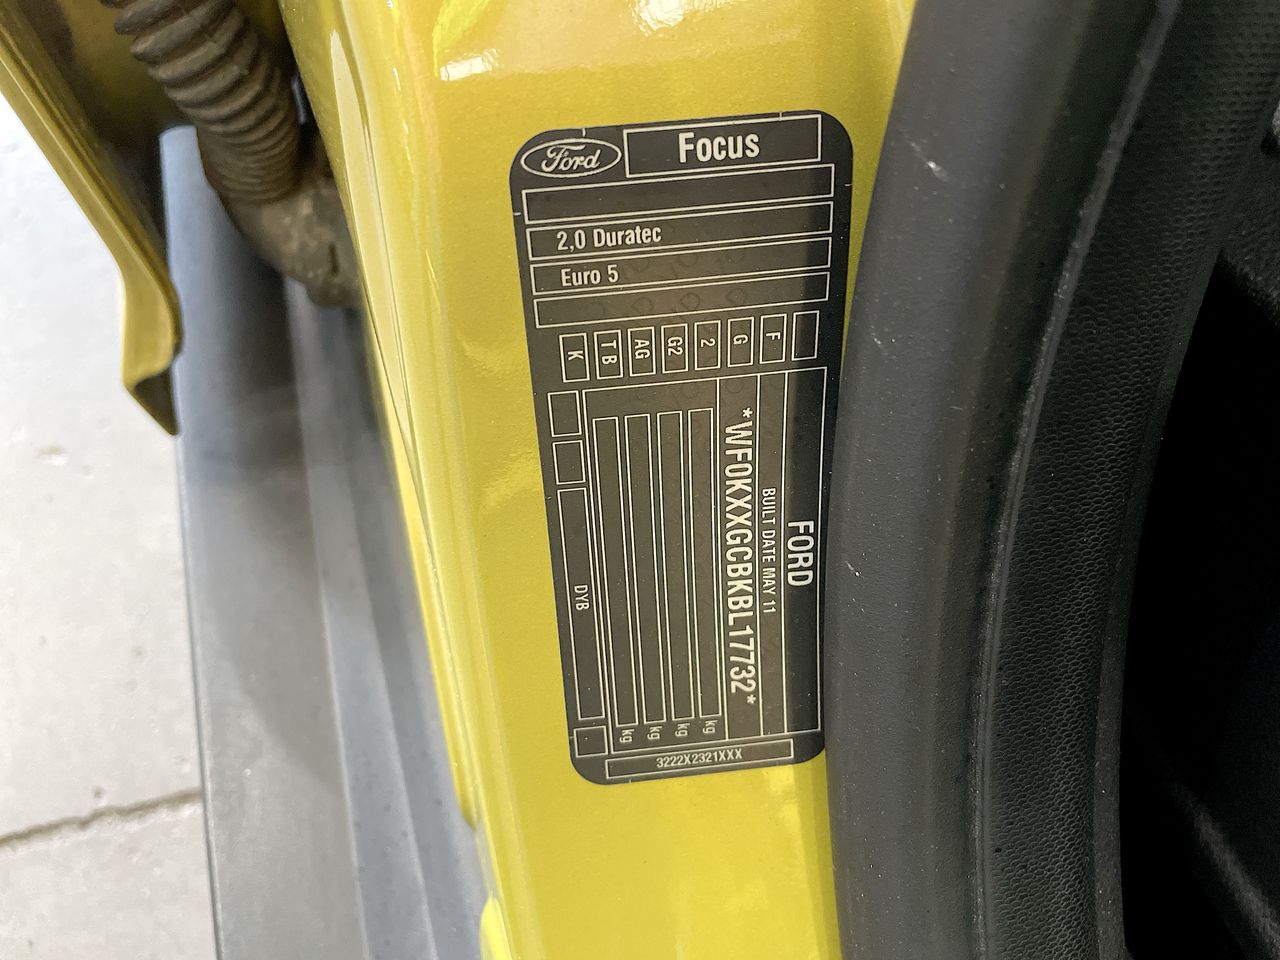 Ford
Focus
2,0 Duratec
Euro 5
K
TB
AG
G2
2
G
F
FORD
BUILT DATE MAY 11
*WF0KXXGCBKBL17732*
kg
kg
kg
kg
DYB
3222X2321XXX